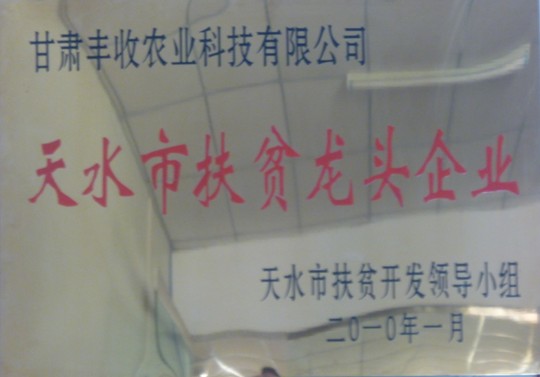 甘肃丰收农业科技有限公司
天水市扶贫龙头企业
天水市扶贫开发领导小组
二〇一〇年一月